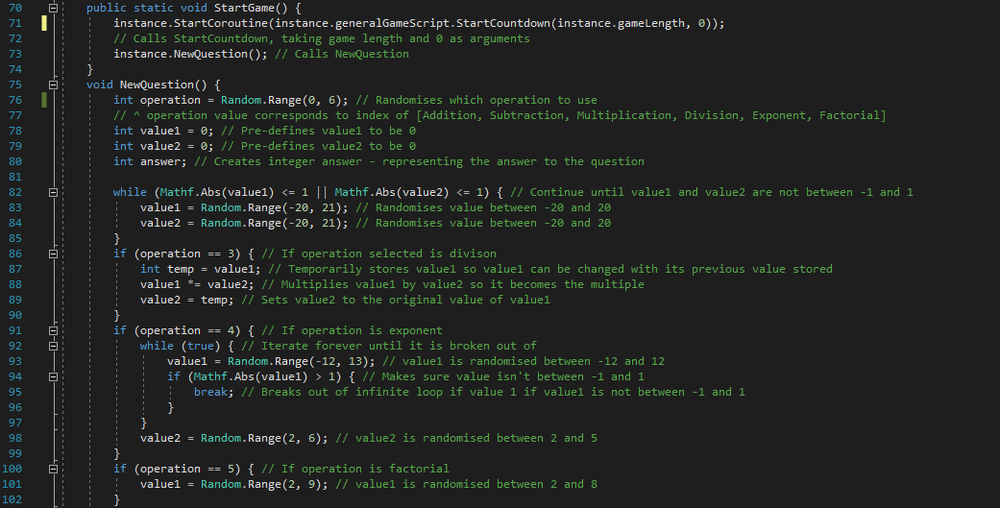 70 public static void StartGame() {
71 instance.StartCoroutine(instance.generalGameScript.StartCountdown(instance.gameLength, 0));
72 // Calls StartCountdown, taking game length and 0 as arguments
73 instance.NewQuestion(); // Calls NewQuestion
74 }
75 void NewQuestion() {
76 int operation = Random.Range(0, 6); // Randomises which operation to use
77 // ^ operation value corresponds to index of [Addition, Subtraction, Multiplication, Division, Exponent, Factorial]
78 int value1 = 0; // Pre-defines value1 to be 0
79 int value2 = 0; // Pre-defines value2 to be 0
80 int answer; // Creates integer answer - representing the answer to the question
81
82 while (Mathf.Abs(value1) <= 1 || Mathf.Abs(value2) <= 1) { // Continue until value1 and value2 are not between -1 and 1
83 value1 = Random.Range(-20, 21); // Randomises value between -20 and 20
84 value2 = Random.Range(-20, 21); // Randomises value between -20 and 20
85 }
86 if (operation == 3) { // If operation selected is divison
87 int temp = value1; // Temporarily stores value1 so value1 can be changed with its previous value stored
88 value1 *= value2; // Multiplies value1 by value2 so it becomes the multiple
89 value2 = temp; // Sets value2 to the original value of value1
90 }
91 if (operation == 4) { // If operation is exponent
92 while (true) { // Iterate forever until it is broken out of
93 value1 = Random.Range(-12, 13); // value1 is randomised between -12 and 12
94 if (Mathf.Abs(value1) > 1) { // Makes sure value isn't between -1 and 1
95 break; // Breaks out of infinite loop if value 1 if value1 is not between -1 and 1
96 }
97 }
98 value2 = Random.Range(2, 6); // value2 is randomised between 2 and 5
99 }
100 if (operation == 5) { // If operation is factorial
101 value1 = Random.Range(2, 9); // value1 is randomised between 2 and 8
102 }